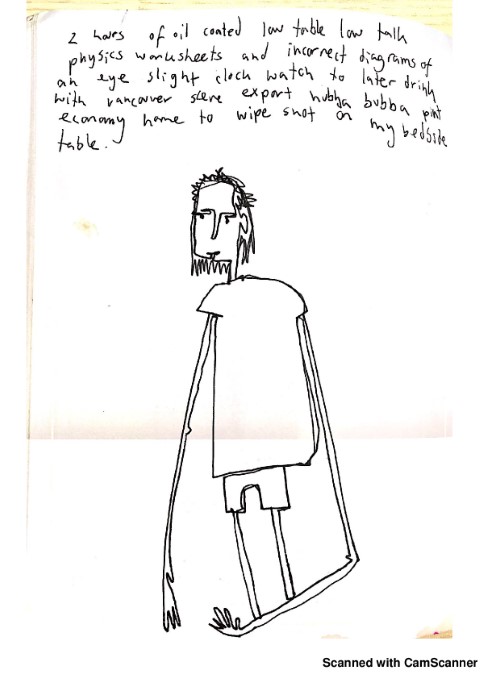 2 hours of oil coated low table low talk
physics worksheets and incorrect diagrams of
an eye slight clock watch to later drink
with vancouver steve export hubba bubba pint
economy home to wipe snot on my bedside
table.
Scanned with CamScanner